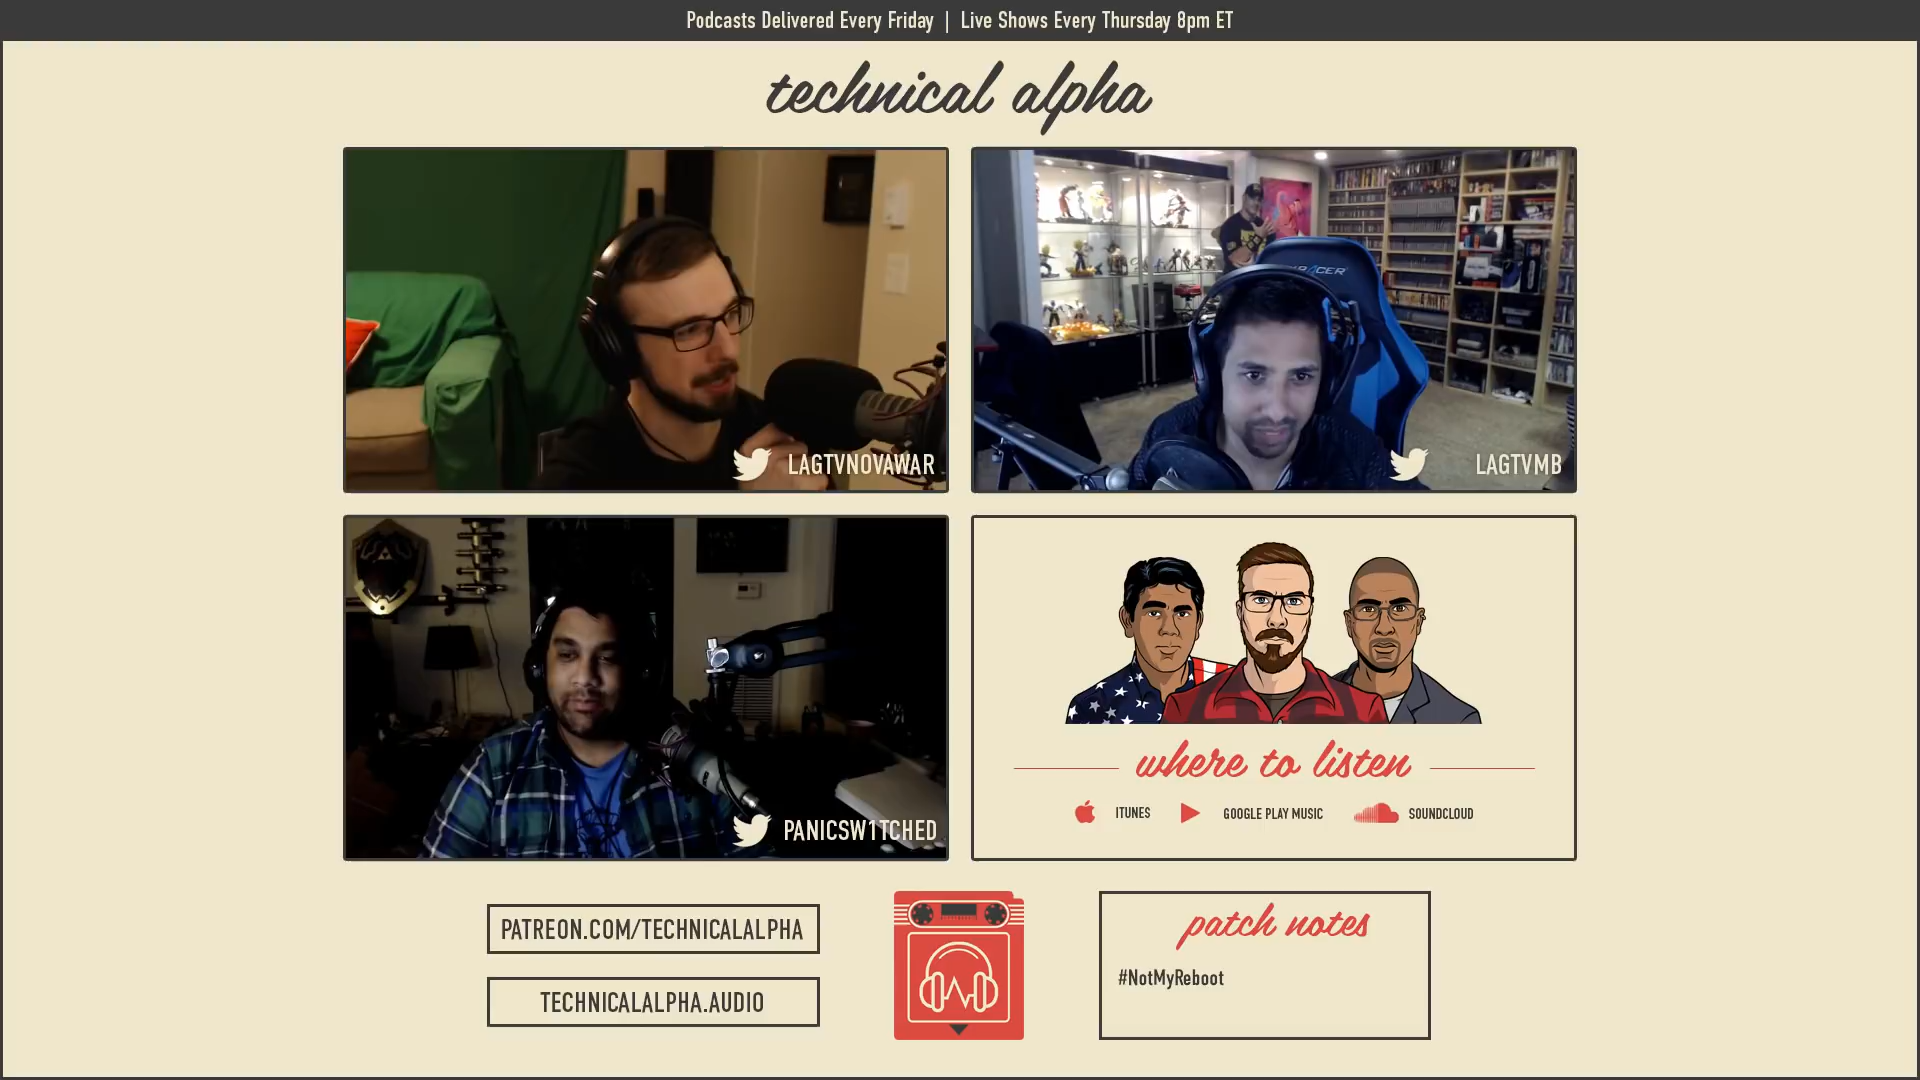 Podcasts Delivered Every Friday | Live Shows Every Thursday 8pm ET
technical alpha
LAGTVNOVAWAR
LAGTVMB
PANICSW1TCHED
where to listen
ITUNES
GOOGLE PLAY MUSIC
SOUNDCLOUD
PATREON.COM/TECHNICALALPHA
TECHNICALALPHA.AUDIO
patch notes
#NotMyReboot